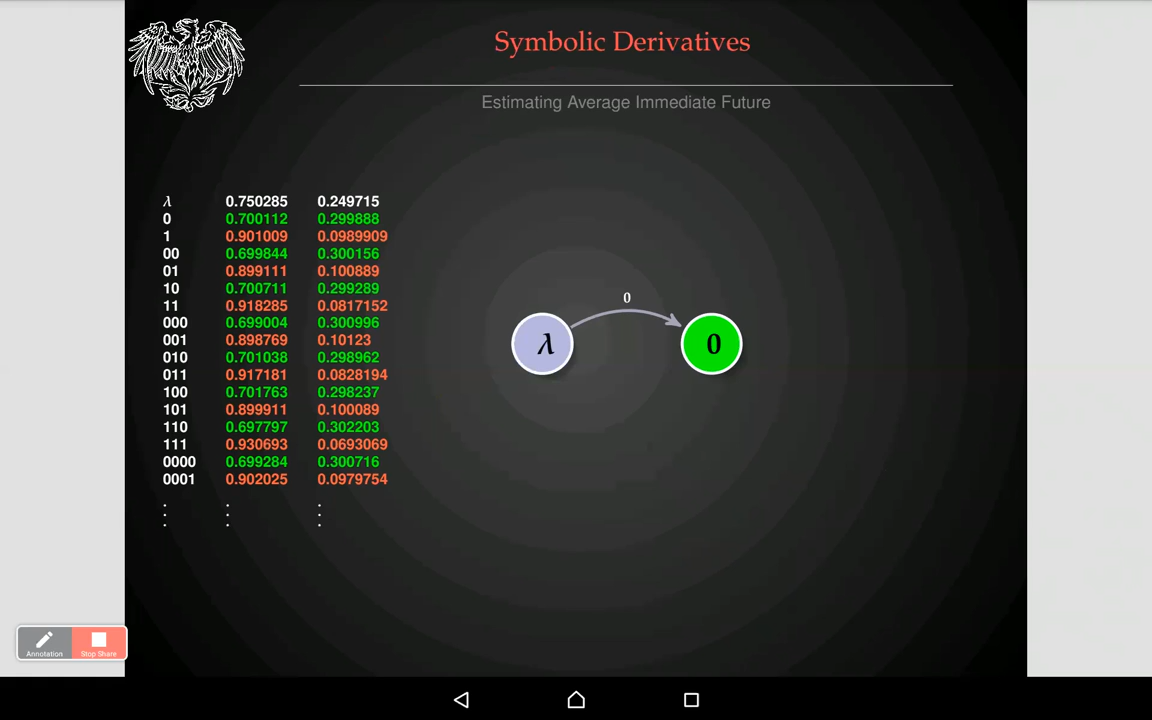 Symbolic Derivatives
Estimating Average Immediate Future
λ 0.750285 0.249715
0 0.700112 0.299888
1 0.901009 0.0989909
00 0.699844 0.300156
01 0.899111 0.100889
10 0.700711 0.299289
11 0.918285 0.0817152
000 0.699004 0.300996
001 0.898769 0.10123
010 0.701038 0.298962
011 0.917181 0.0828194
100 0.701763 0.298237
101 0.899911 0.100089
110 0.697797 0.302203
111 0.930693 0.0693069
0000 0.699284 0.300716
0001 0.902025 0.0979754
⋮ ⋮ ⋮
0
λ 0
Annotation Stop Share